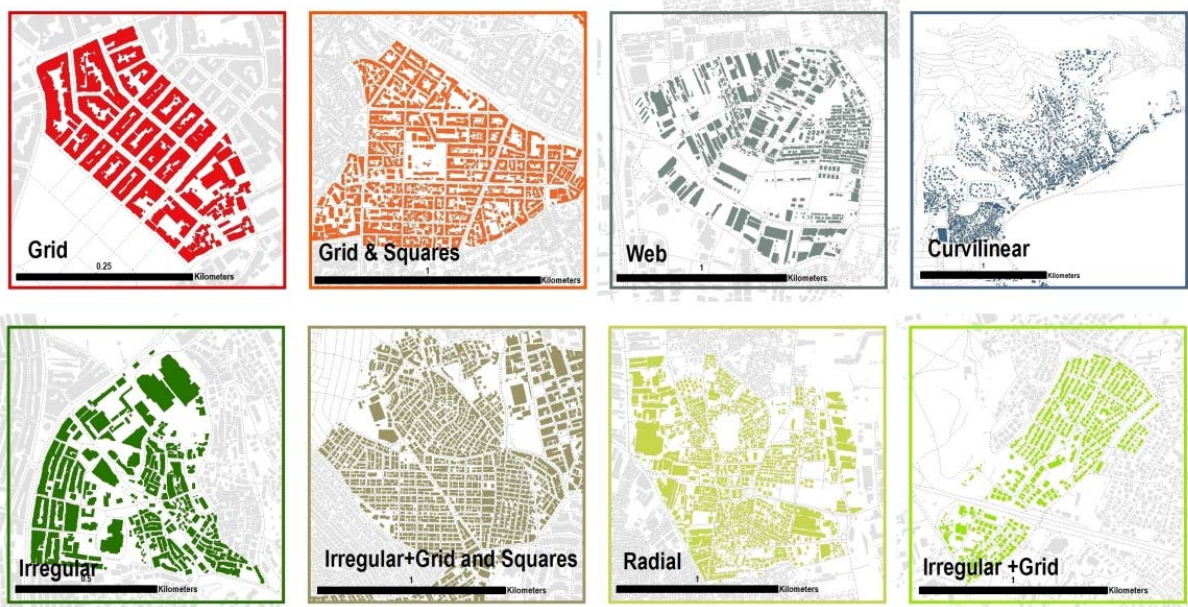 Grid
0.25
Kilometers
Grid & Squares
1
Kilometers
Web
1
Kilometers
Curvilinear
1
Kilometers
Irregular
0.5
Kilometers
Irregular+Grid and Squares
1
Kilometers
Radial
1
Kilometers
Irregular +Grid
1
Kilometers